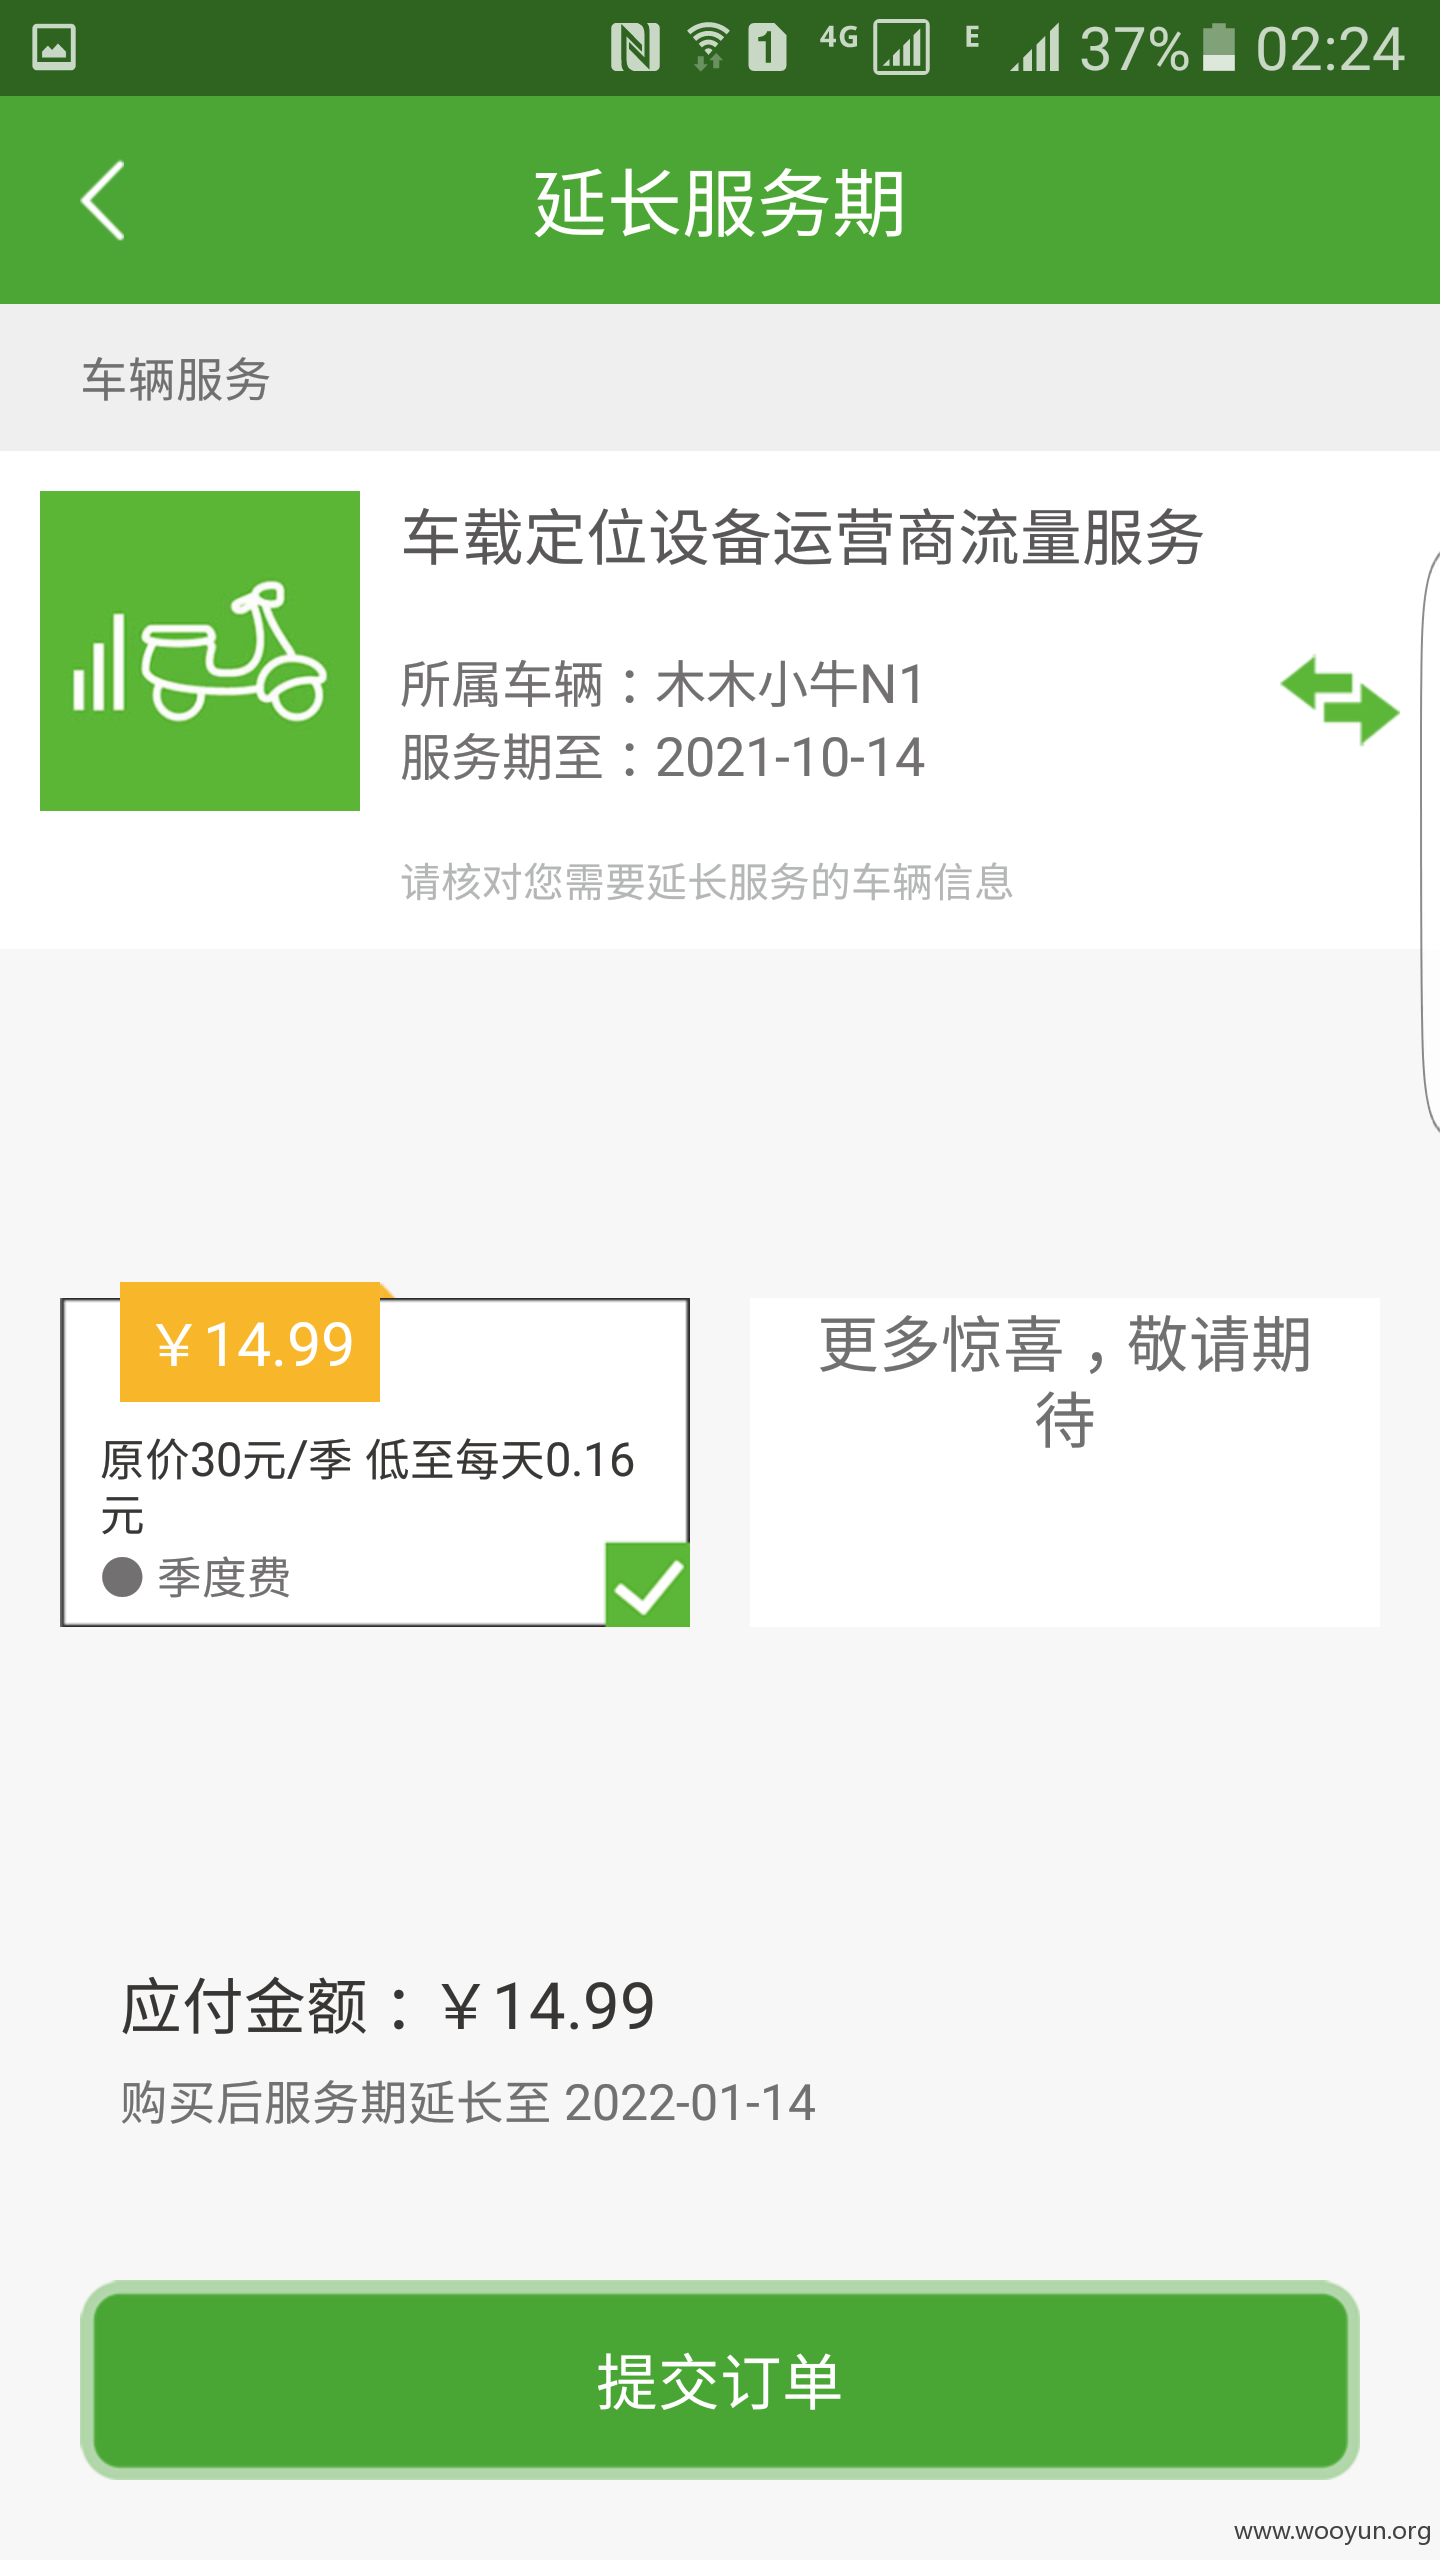 1 4G E 37% 02:24
延长服务期
车辆服务
车载定位设备运营商流量服务
所属车辆：木木小牛N1
服务期至：2021-10-14
请核对您需要延长服务的车辆信息
￥14.99
原价30元/季 低至每天0.16
元
季度费
更多惊喜，敬请期
待
应付金额：￥14.99
购买后服务期延长至 2022-01-14
提交订单
www.wooyun.org